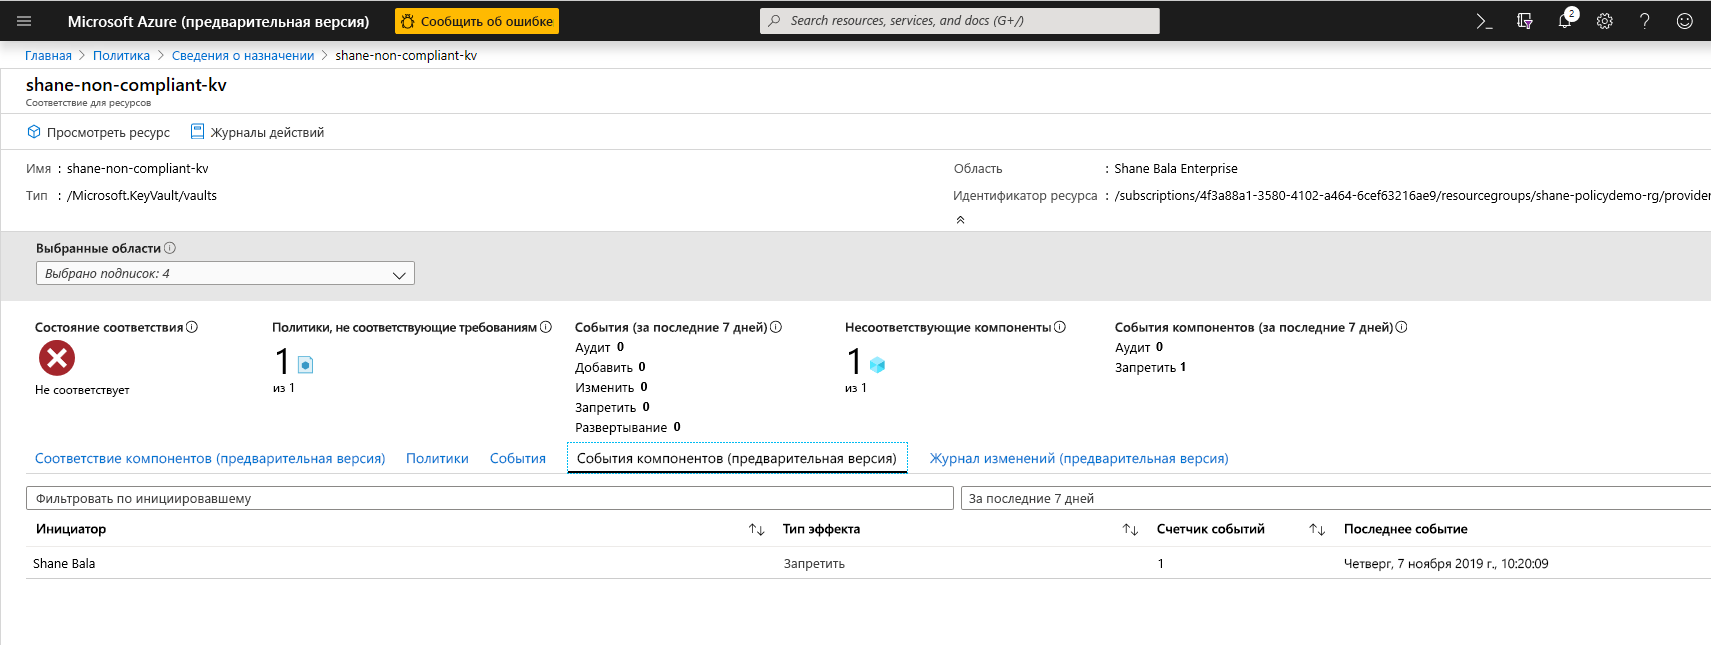 Microsoft Azure (предварительная версия)
Сообщить об ошибке
Search resources, services, and docs (G+/)
2
Главная > Политика > Сведения о назначении > shane-non-compliant-kv
shane-non-compliant-kv
Соответствие для ресурсов
Просмотреть ресурс
Журналы действий
Имя : shane-non-compliant-kv
Тип : /Microsoft.KeyVault/vaults
Область : Shane Bala Enterprise
Идентификатор ресурса : /subscriptions/4f3a88a1-3580-4102-a464-6cef63216ae9/resourcegroups/shane-policydemo-rg/provider
Выбранные области
Выбрано подписок: 4
Состояние соответствия
Не соответствует
Политики, не соответствующие требованиям
1
из 1
События (за последние 7 дней)
Аудит 0
Добавить 0
Изменить 0
Запретить 0
Развертывание 0
Несоответствующие компоненты
1
из 1
События компонентов (за последние 7 дней)
Аудит 0
Запретить 1
Соответствие компонентов (предварительная версия)
Политики
События
События компонентов (предварительная версия)
Журнал изменений (предварительная версия)
Фильтровать по инициировавшему
За последние 7 дней
Инициатор
Тип эффекта
Счетчик событий
Последнее событие
Shane Bala
Запретить
1
Четверг, 7 ноября 2019 г., 10:20:09